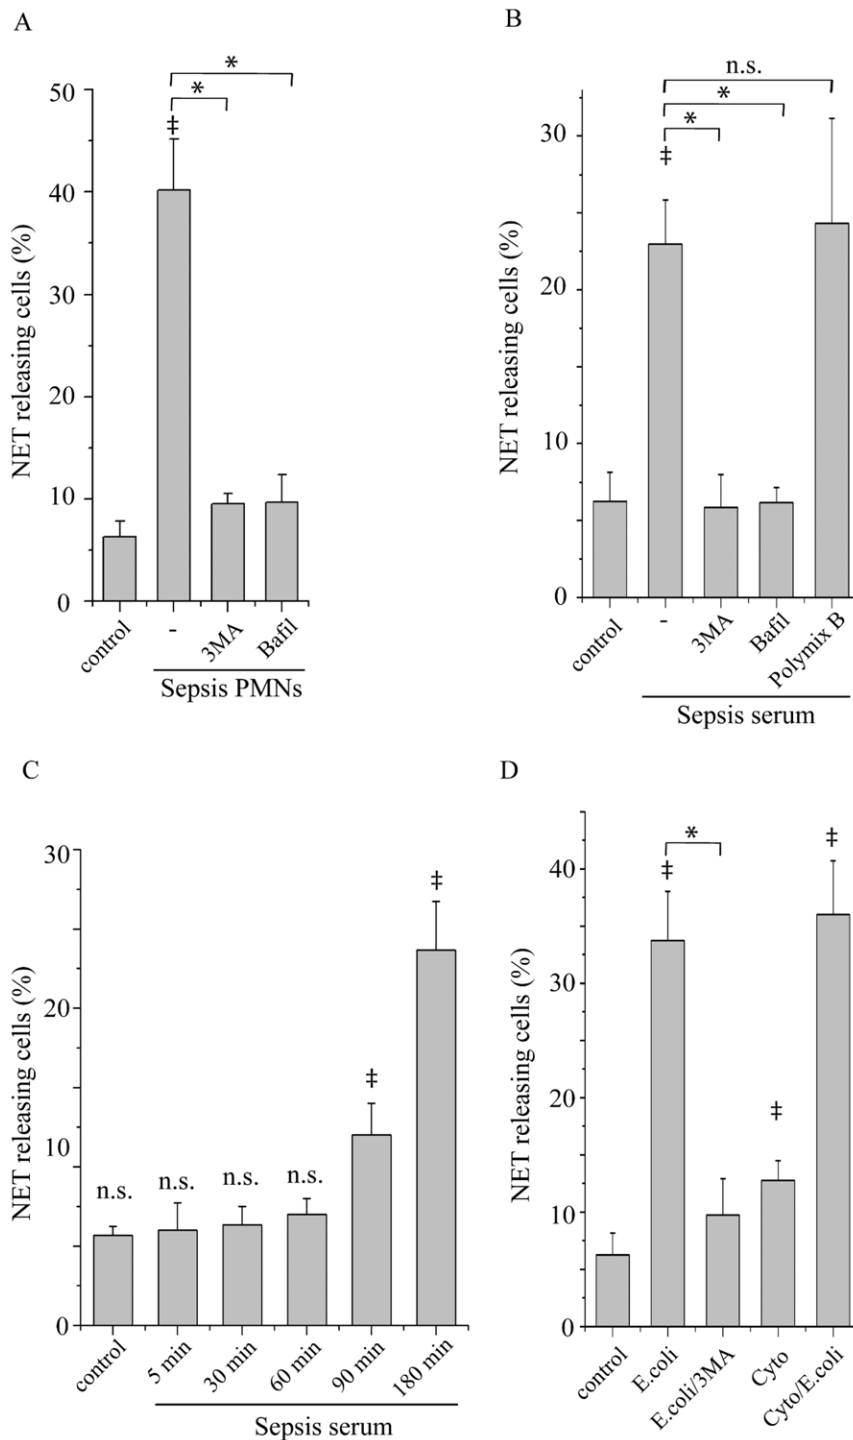 A
*
*
‡
50
40
30
20
10
0
NET releasing cells (%)
control
-
3MA
Bafil
Sepsis PMNs
B
n.s.
*
*
‡
30
20
10
0
NET releasing cells (%)
control
-
3MA
Bafil
Polymix B
Sepsis serum
C
30
20
10
0
NET releasing cells (%)
n.s.
n.s.
n.s.
n.s.
‡
‡
control
5 min
30 min
60 min
90 min
180 min
Sepsis serum
D
*
‡
‡
‡
40
30
20
10
0
NET releasing cells (%)
control
E.coli
E.coli/3MA
Cyto
Cyto/E.coli